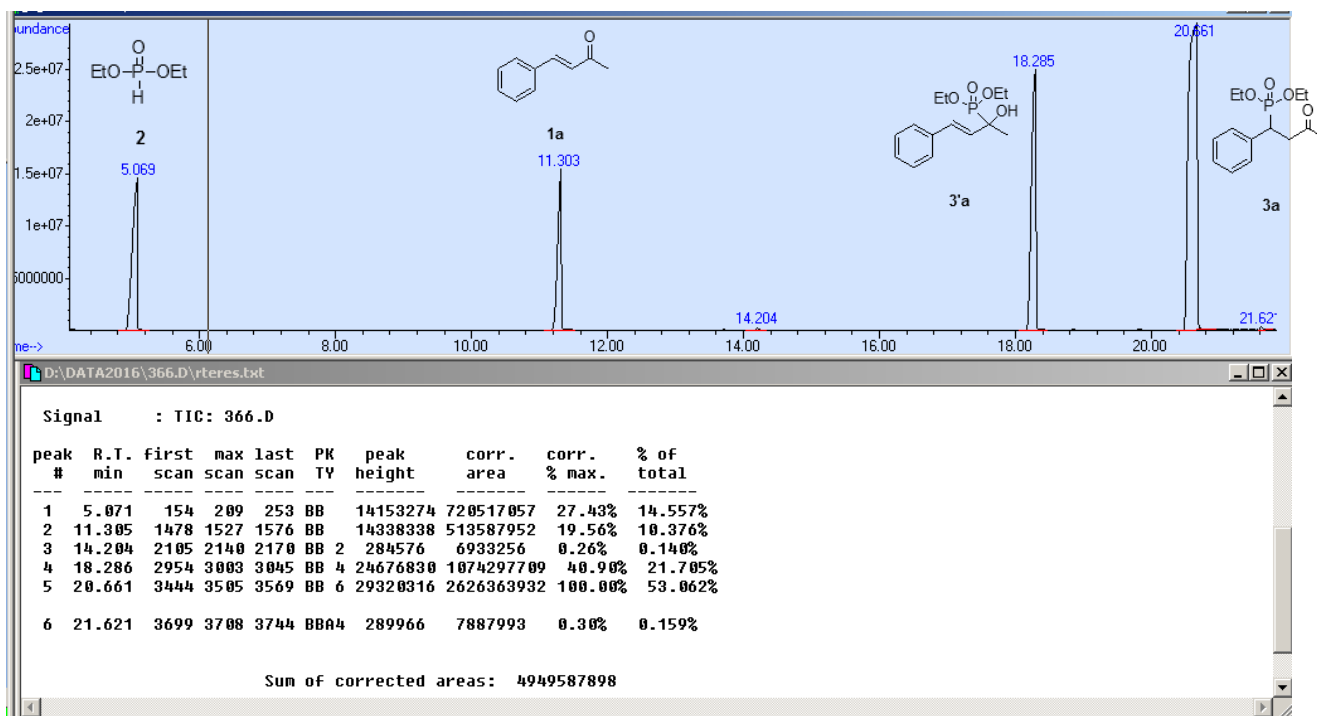 undance
2.5e+07
2e+07
1.5e+07
1e+07
5000000
me-->
6.00 8.00 10.00 12.00 14.00 16.00 18.00 20.00
O
EtO-P-OEt
H
2
5.069
O
1a
11.303
14.204
18.285
EtO O OEt
P OH
3'a
20.661
EtO O OEt
P O
3a
21.62
D:\DATA2016\366.D\rteres.txt
Signal : TIC: 366.D
peak R.T. first max last PK peak corr. corr. % of
# min scan scan scan TY height area % max. total
--- ----- ----- ---- ---- --- ------- ------- ------ -------
1 5.071 154 209 253 BB 14153274 720517057 27.43% 14.557%
2 11.305 1478 1527 1576 BB 14338338 513587952 19.56% 10.376%
3 14.204 2105 2140 2170 BB 2 284576 6933256 0.26% 0.140%
4 18.286 2954 3003 3045 BB 4 24676830 1074297709 40.90% 21.705%
5 20.661 3444 3505 3569 BB 6 29320316 2626363932 100.00% 53.062%
6 21.621 3699 3708 3744 BBA4 289966 7887993 0.30% 0.159%
Sum of corrected areas: 4949587898